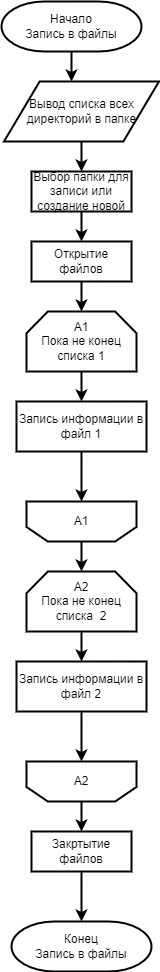 Начало
Запись в файлы
Вывод списка всех
директорий в папке
Выбор папки для
записи или
создание новой
Открытие
файлов
А1
Пока не конец
списка 1
Запись информации в
файл 1
А1
А2
Пока не конец
списка 2
Запись информации в
файл 2
А2
Закртытие
файлов
Конец
Запись в файлы